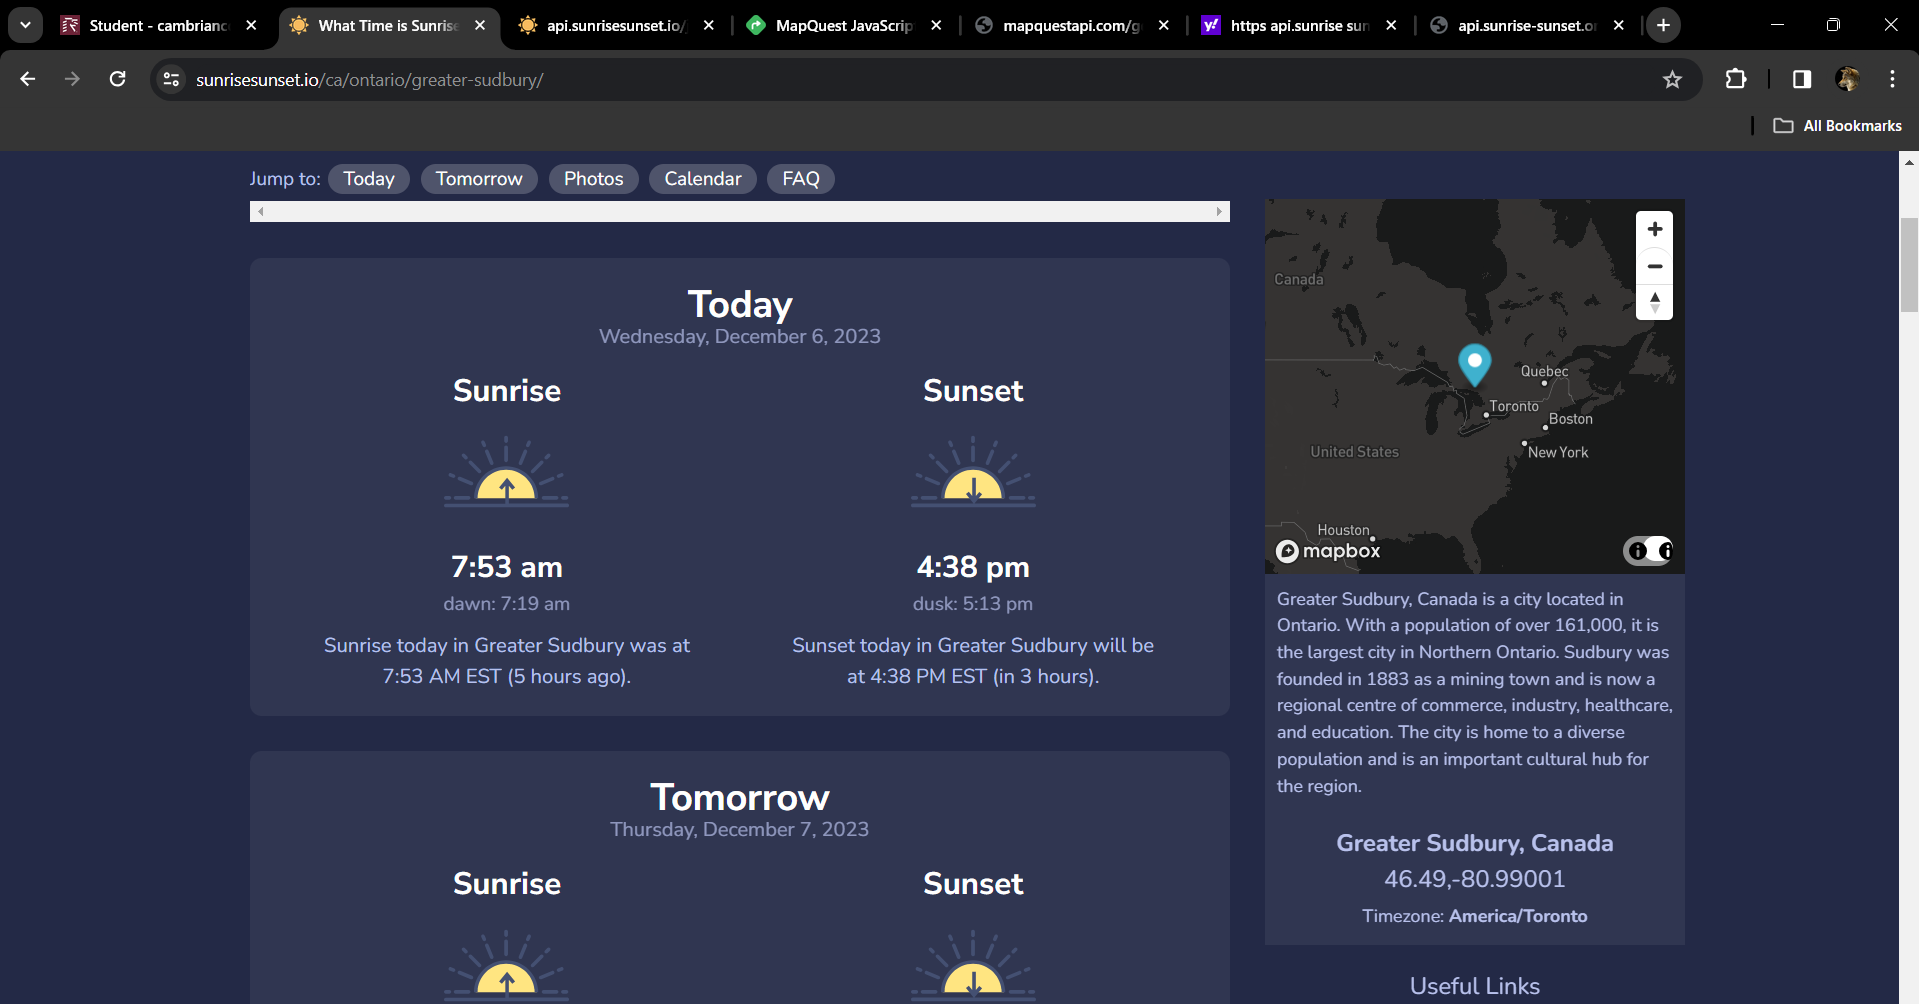 Student - cambrianc
What Time is Sunrise
api.sunrisesunset.io/j
MapQuest JavaScrip
mapquestapi.com/ge
https api.sunrise sun
api.sunrise-sunset.o
sunrisesunset.io/ca/ontario/greater-sudbury/
All Bookmarks
Jump to: Today Tomorrow Photos Calendar FAQ
Today
Wednesday, December 6, 2023
Sunrise
7:53 am
dawn: 7:19 am
Sunrise today in Greater Sudbury was at
7:53 AM EST (5 hours ago).
Sunset
4:38 pm
dusk: 5:13 pm
Sunset today in Greater Sudbury will be
at 4:38 PM EST (in 3 hours).
Tomorrow
Thursday, December 7, 2023
Sunrise
Sunset
Canada
Quebec
Toronto
Boston
United States
New York
Houston
mapbox
Greater Sudbury, Canada is a city located in
Ontario. With a population of over 161,000, it is
the largest city in Northern Ontario. Sudbury was
founded in 1883 as a mining town and is now a
regional centre of commerce, industry, healthcare,
and education. The city is home to a diverse
population and is an important cultural hub for
the region.
Greater Sudbury, Canada
46.49,-80.99001
Timezone: America/Toronto
Useful Links